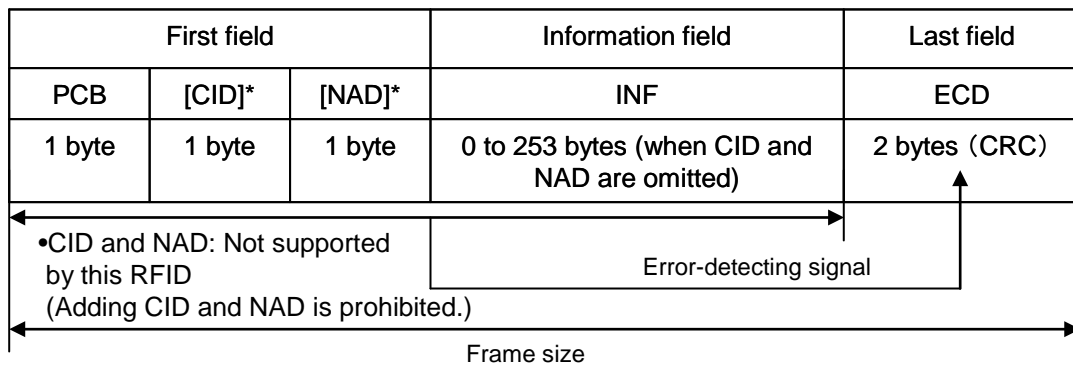 First field Information field Last field
PCB [CID]* [NAD]* INF ECD
1 byte 1 byte 1 byte 0 to 253 bytes (when CID and NAD are omitted) 2 bytes （CRC）
•CID and NAD: Not supported
by this RFID
(Adding CID and NAD is prohibited.)
Error-detecting signal
Frame size